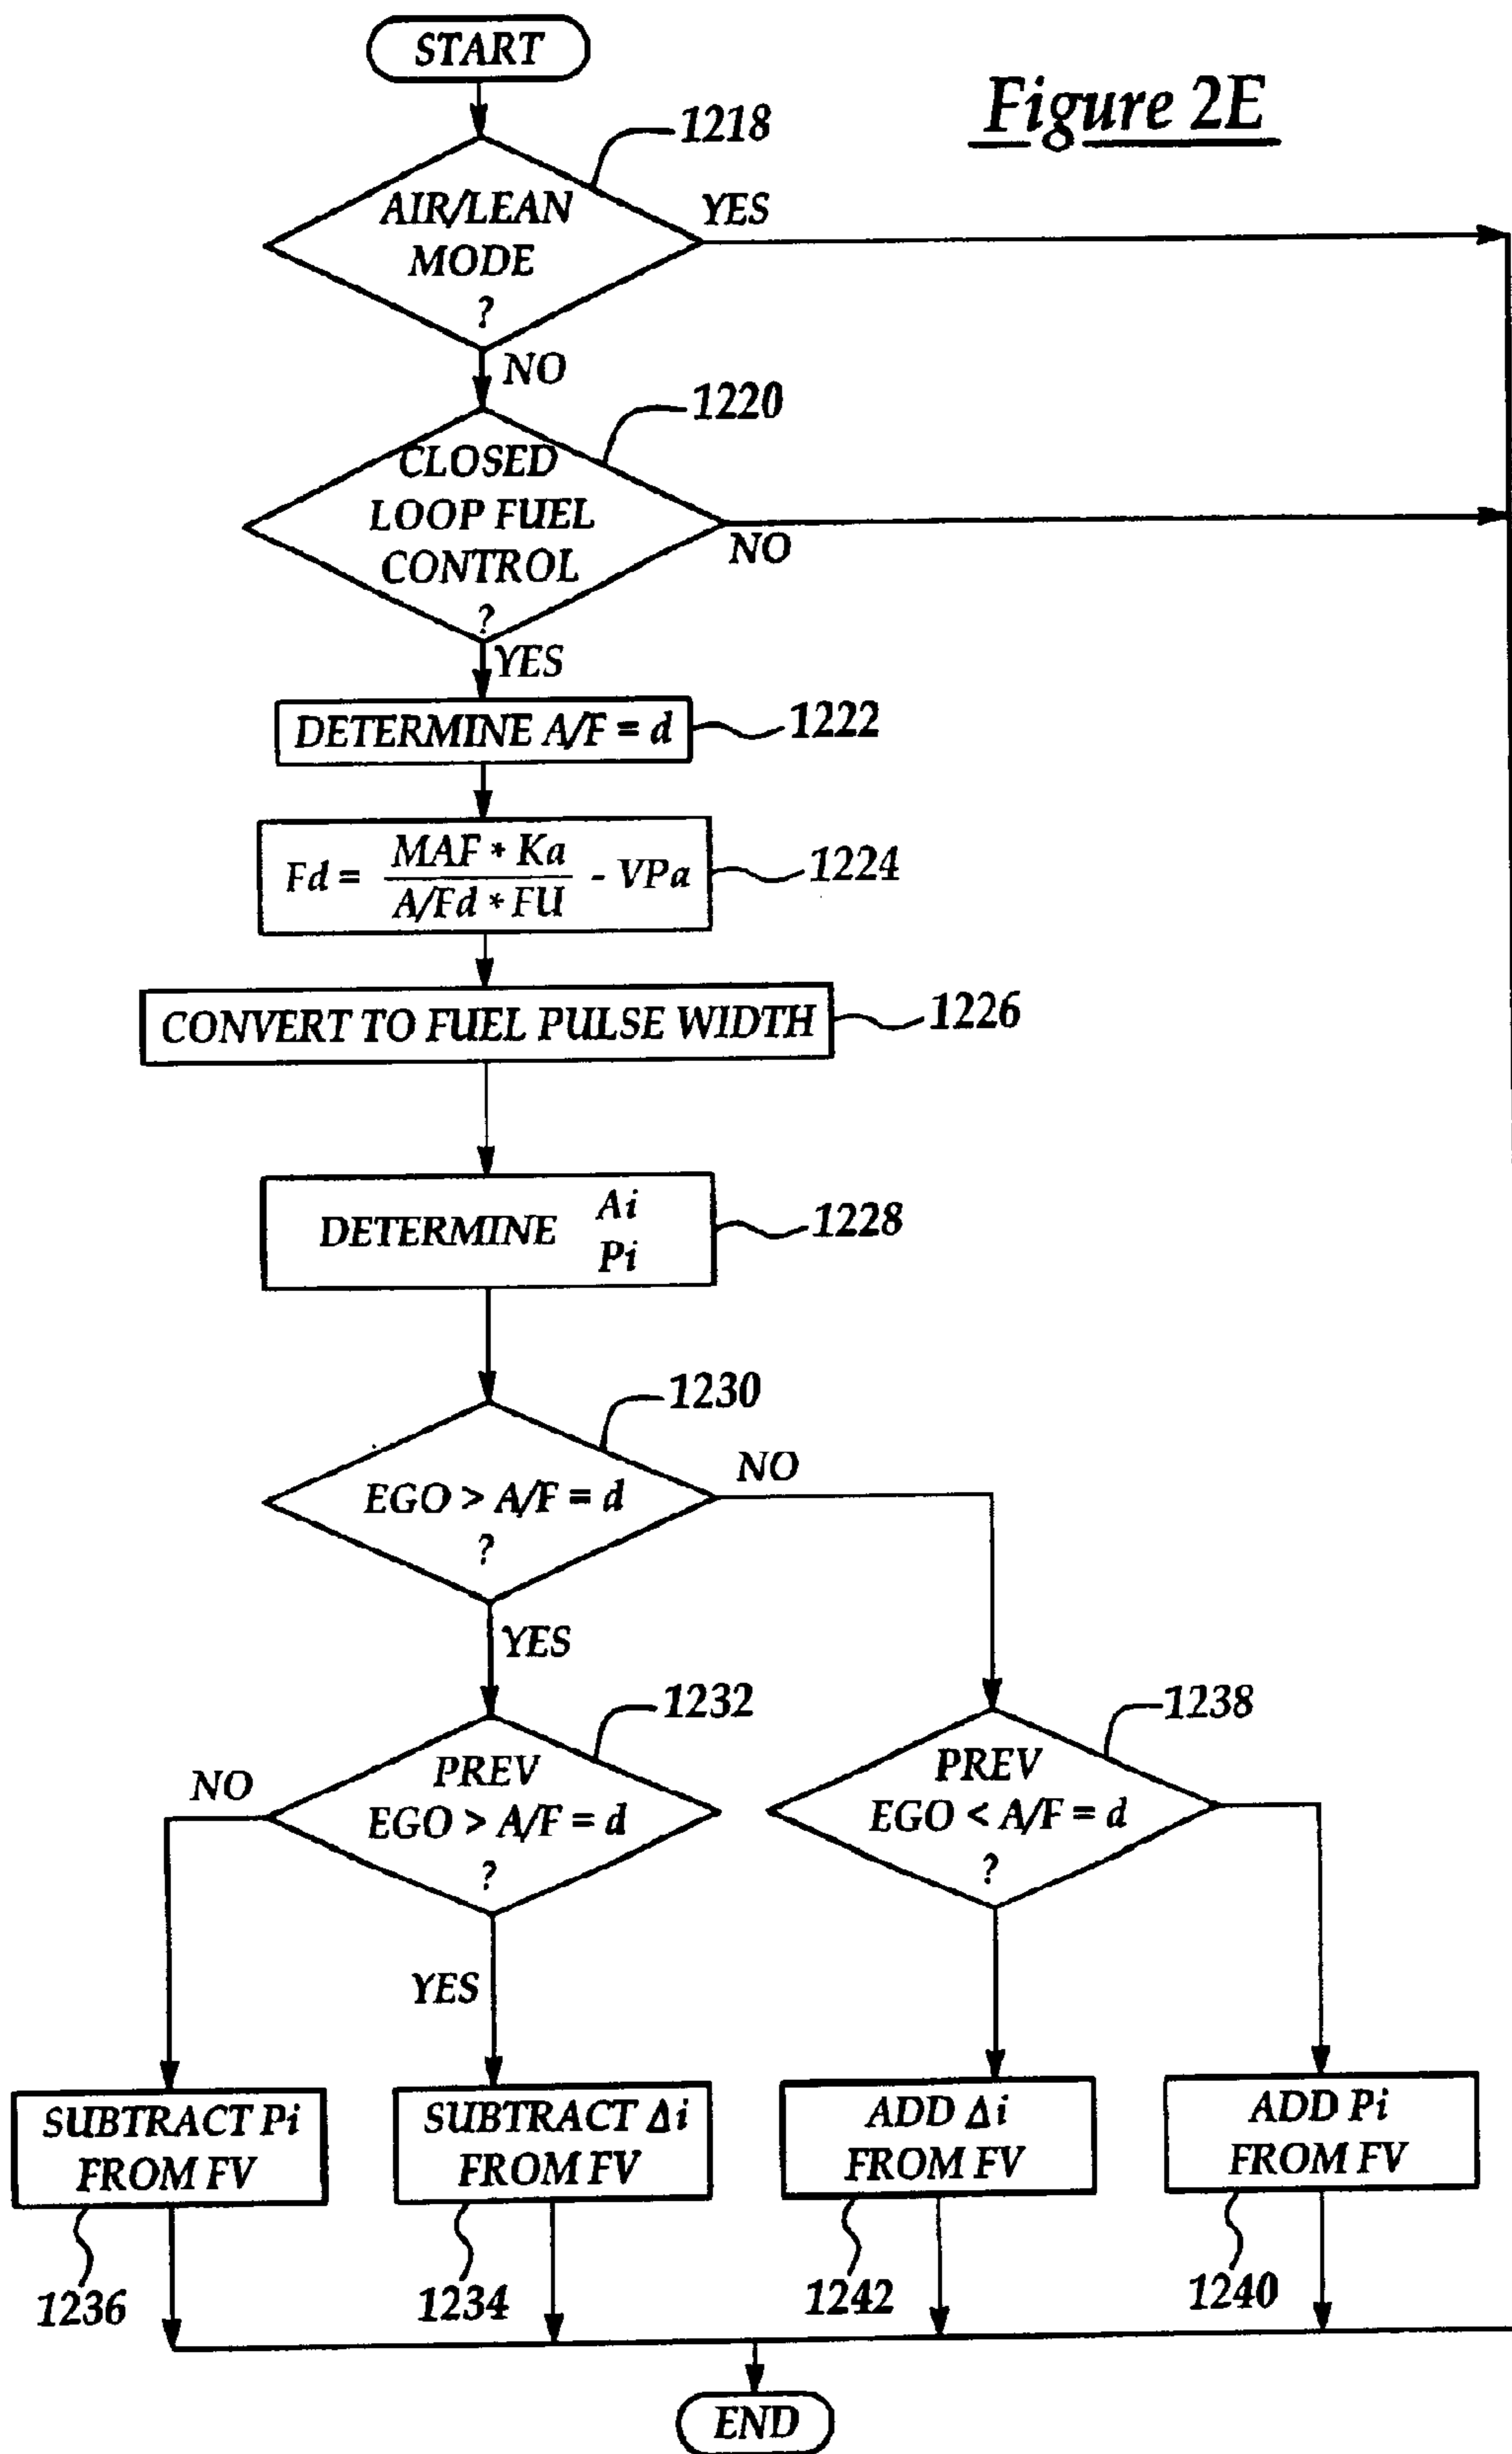 START
Figure 2E
1218
AIR/LEAN
MODE
?
YES
NO
1220
CLOSED
LOOP FUEL
CONTROL
?
NO
YES
DETERMINE A/F = d
1222
Fd = MAF * Ka / A/Fd * FU - VPa
1224
CONVERT TO FUEL PULSE WIDTH
1226
DETERMINE Ai
Pi
1228
1230
EGO > A/F = d
?
NO
YES
1232
PREV
EGO > A/F = d
?
NO
YES
1238
PREV
EGO < A/F = d
?
SUBTRACT Pi
FROM FV
SUBTRACT Δi
FROM FV
ADD Δi
FROM FV
ADD Pi
FROM FV
1236
1234
1242
1240
END